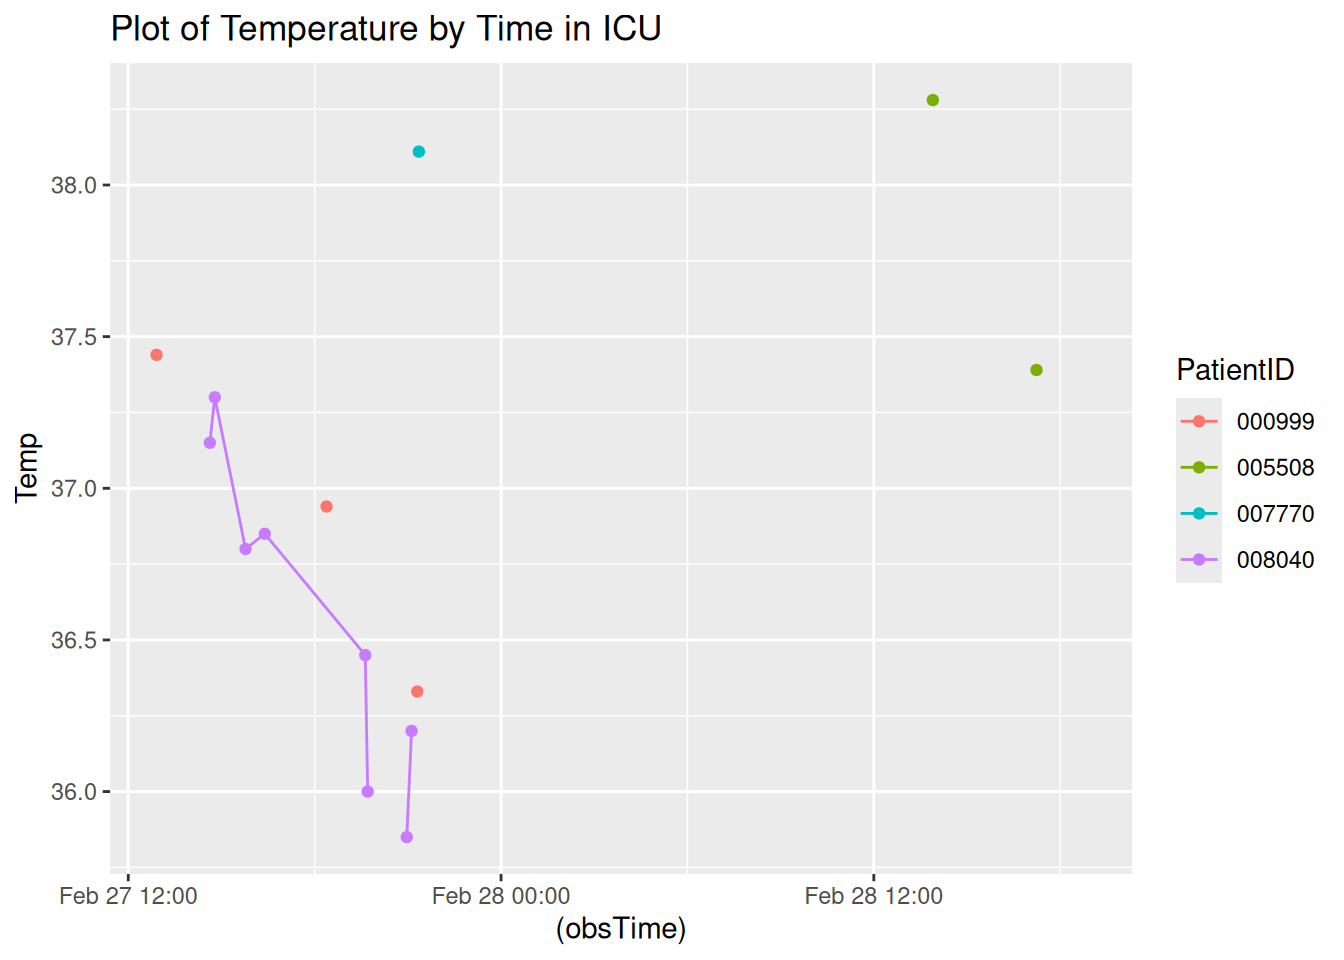 Plot of Temperature by Time in ICU
38.0
37.5
37.0
36.5
36.0
Temp
Feb 27 12:00
Feb 28 00:00
Feb 28 12:00
(obsTime)
PatientID
000999
005508
007770
008040